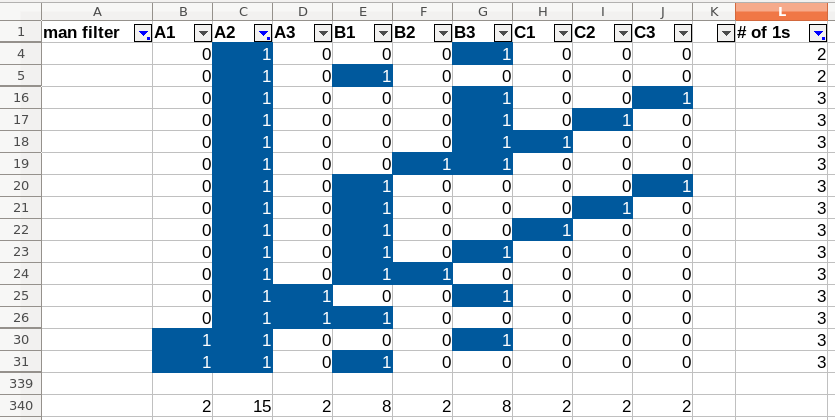 A B C D E F G H I J K L
1 man filter A1 A2 A3 B1 B2 B3 C1 C2 C3 # of 1s
4 0 1 0 0 0 1 0 0 0 2
5 0 1 0 1 0 0 0 0 0 2
16 0 1 0 0 0 1 0 0 1 3
17 0 1 0 0 0 1 0 1 0 3
18 0 1 0 0 0 1 1 0 0 3
19 0 1 0 0 1 1 0 0 0 3
20 0 1 0 1 0 0 0 0 1 3
21 0 1 0 1 0 0 0 1 0 3
22 0 1 0 1 0 0 1 0 0 3
23 0 1 0 1 0 1 0 0 0 3
24 0 1 0 1 1 0 0 0 0 3
25 0 1 1 0 0 1 0 0 0 3
26 0 1 1 1 0 0 0 0 0 3
30 1 1 0 0 0 1 0 0 0 3
31 1 1 0 1 0 0 0 0 0 3
339
340 2 15 2 8 2 8 2 2 2